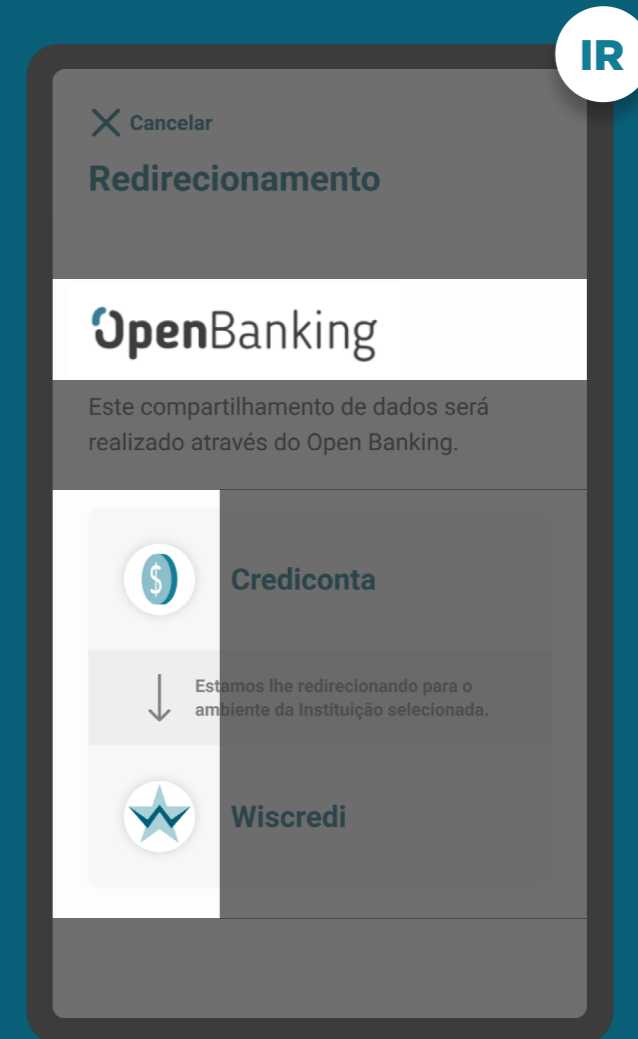 IR
Cancelar
Redirecionamento
OpenBanking
Este compartilhamento de dados será
realizado através do Open Banking.
$
Crediconta
Estamos lhe redirecionando para o
ambiente da Instituição selecionada.
Wiscredi